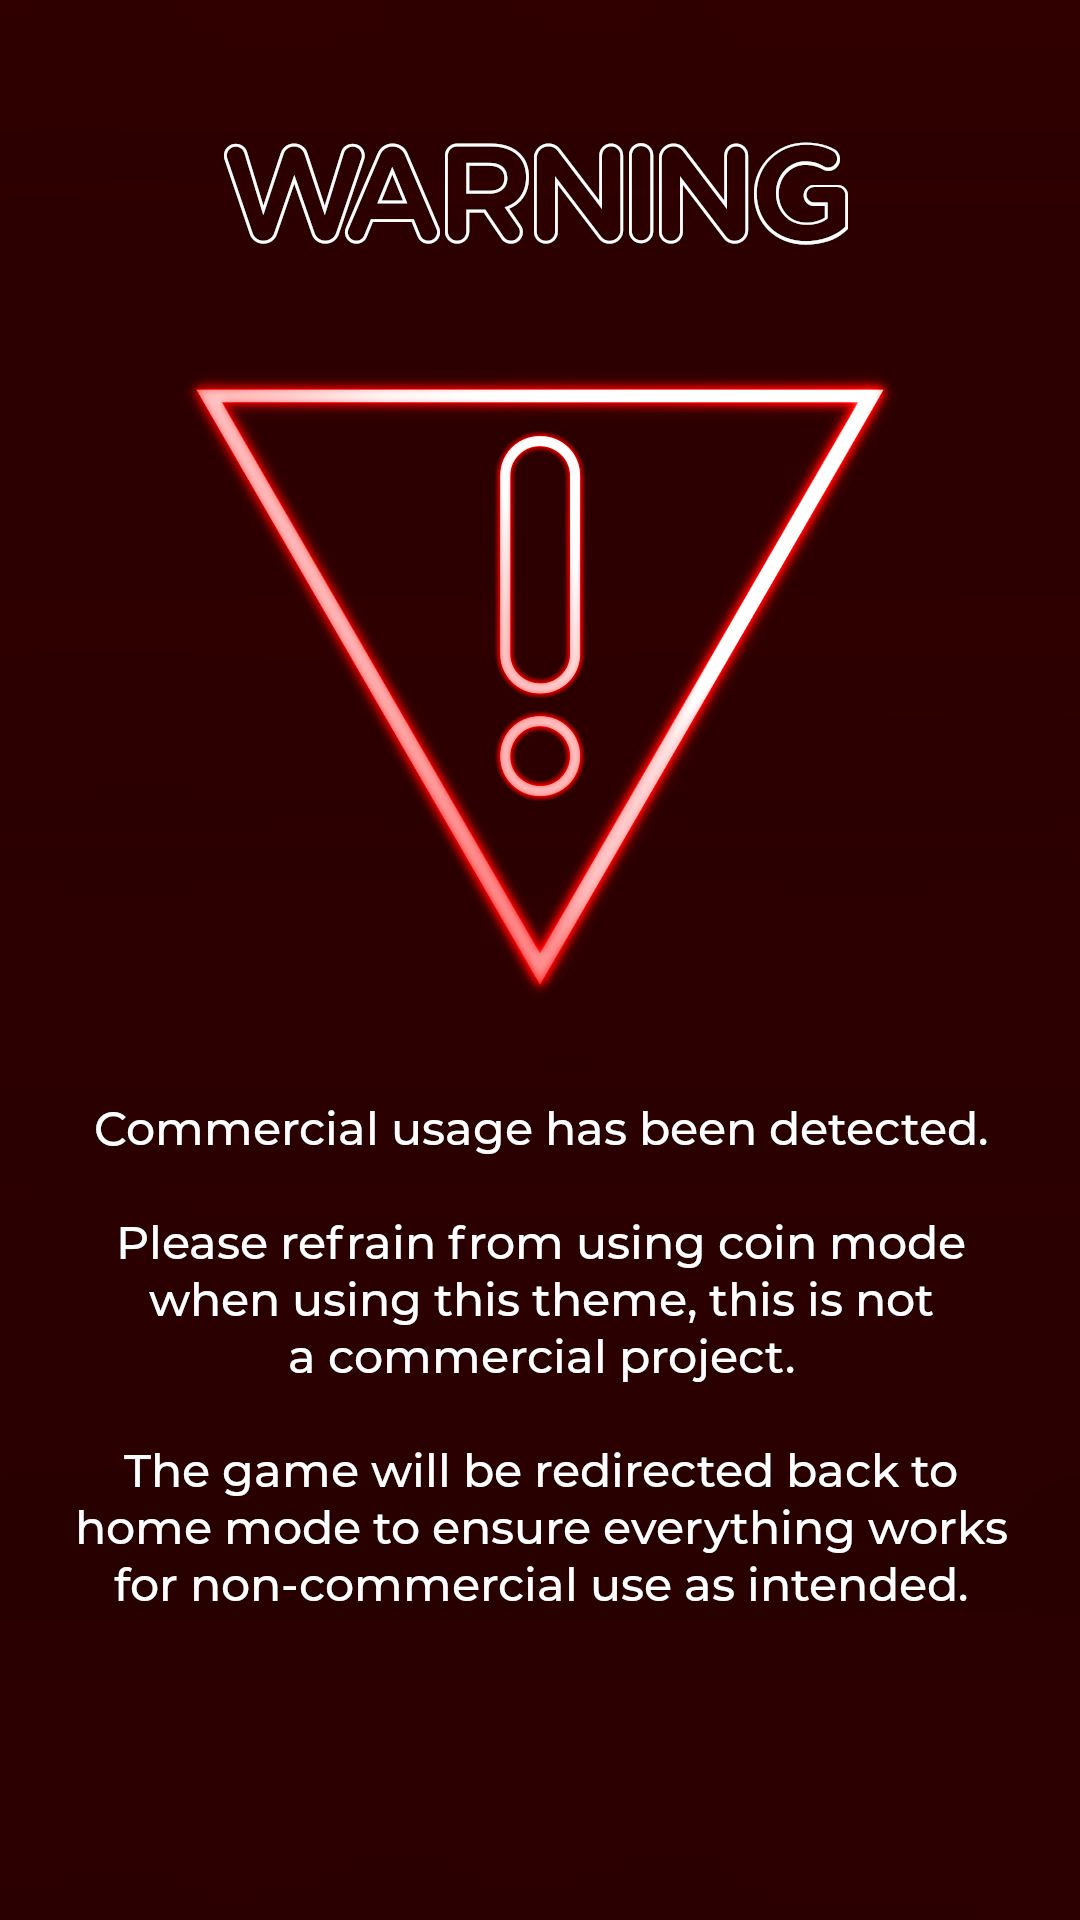 WARNING
Commercial usage has been detected.
Please refrain from using coin mode
when using this theme, this is not
a commercial project.
The game will be redirected back to
home mode to ensure everything works
for non-commercial use as intended.